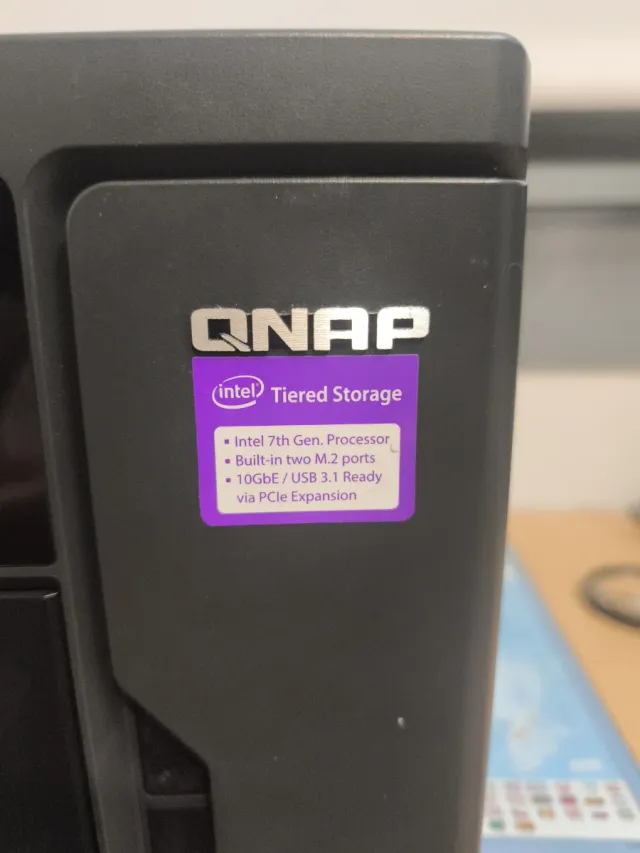 QNAP
intel® Tiered Storage
▪ Intel 7th Gen. Processor
▪ Built-in two M.2 ports
▪ 10GbE / USB 3.1 Ready
via PCIe Expansion